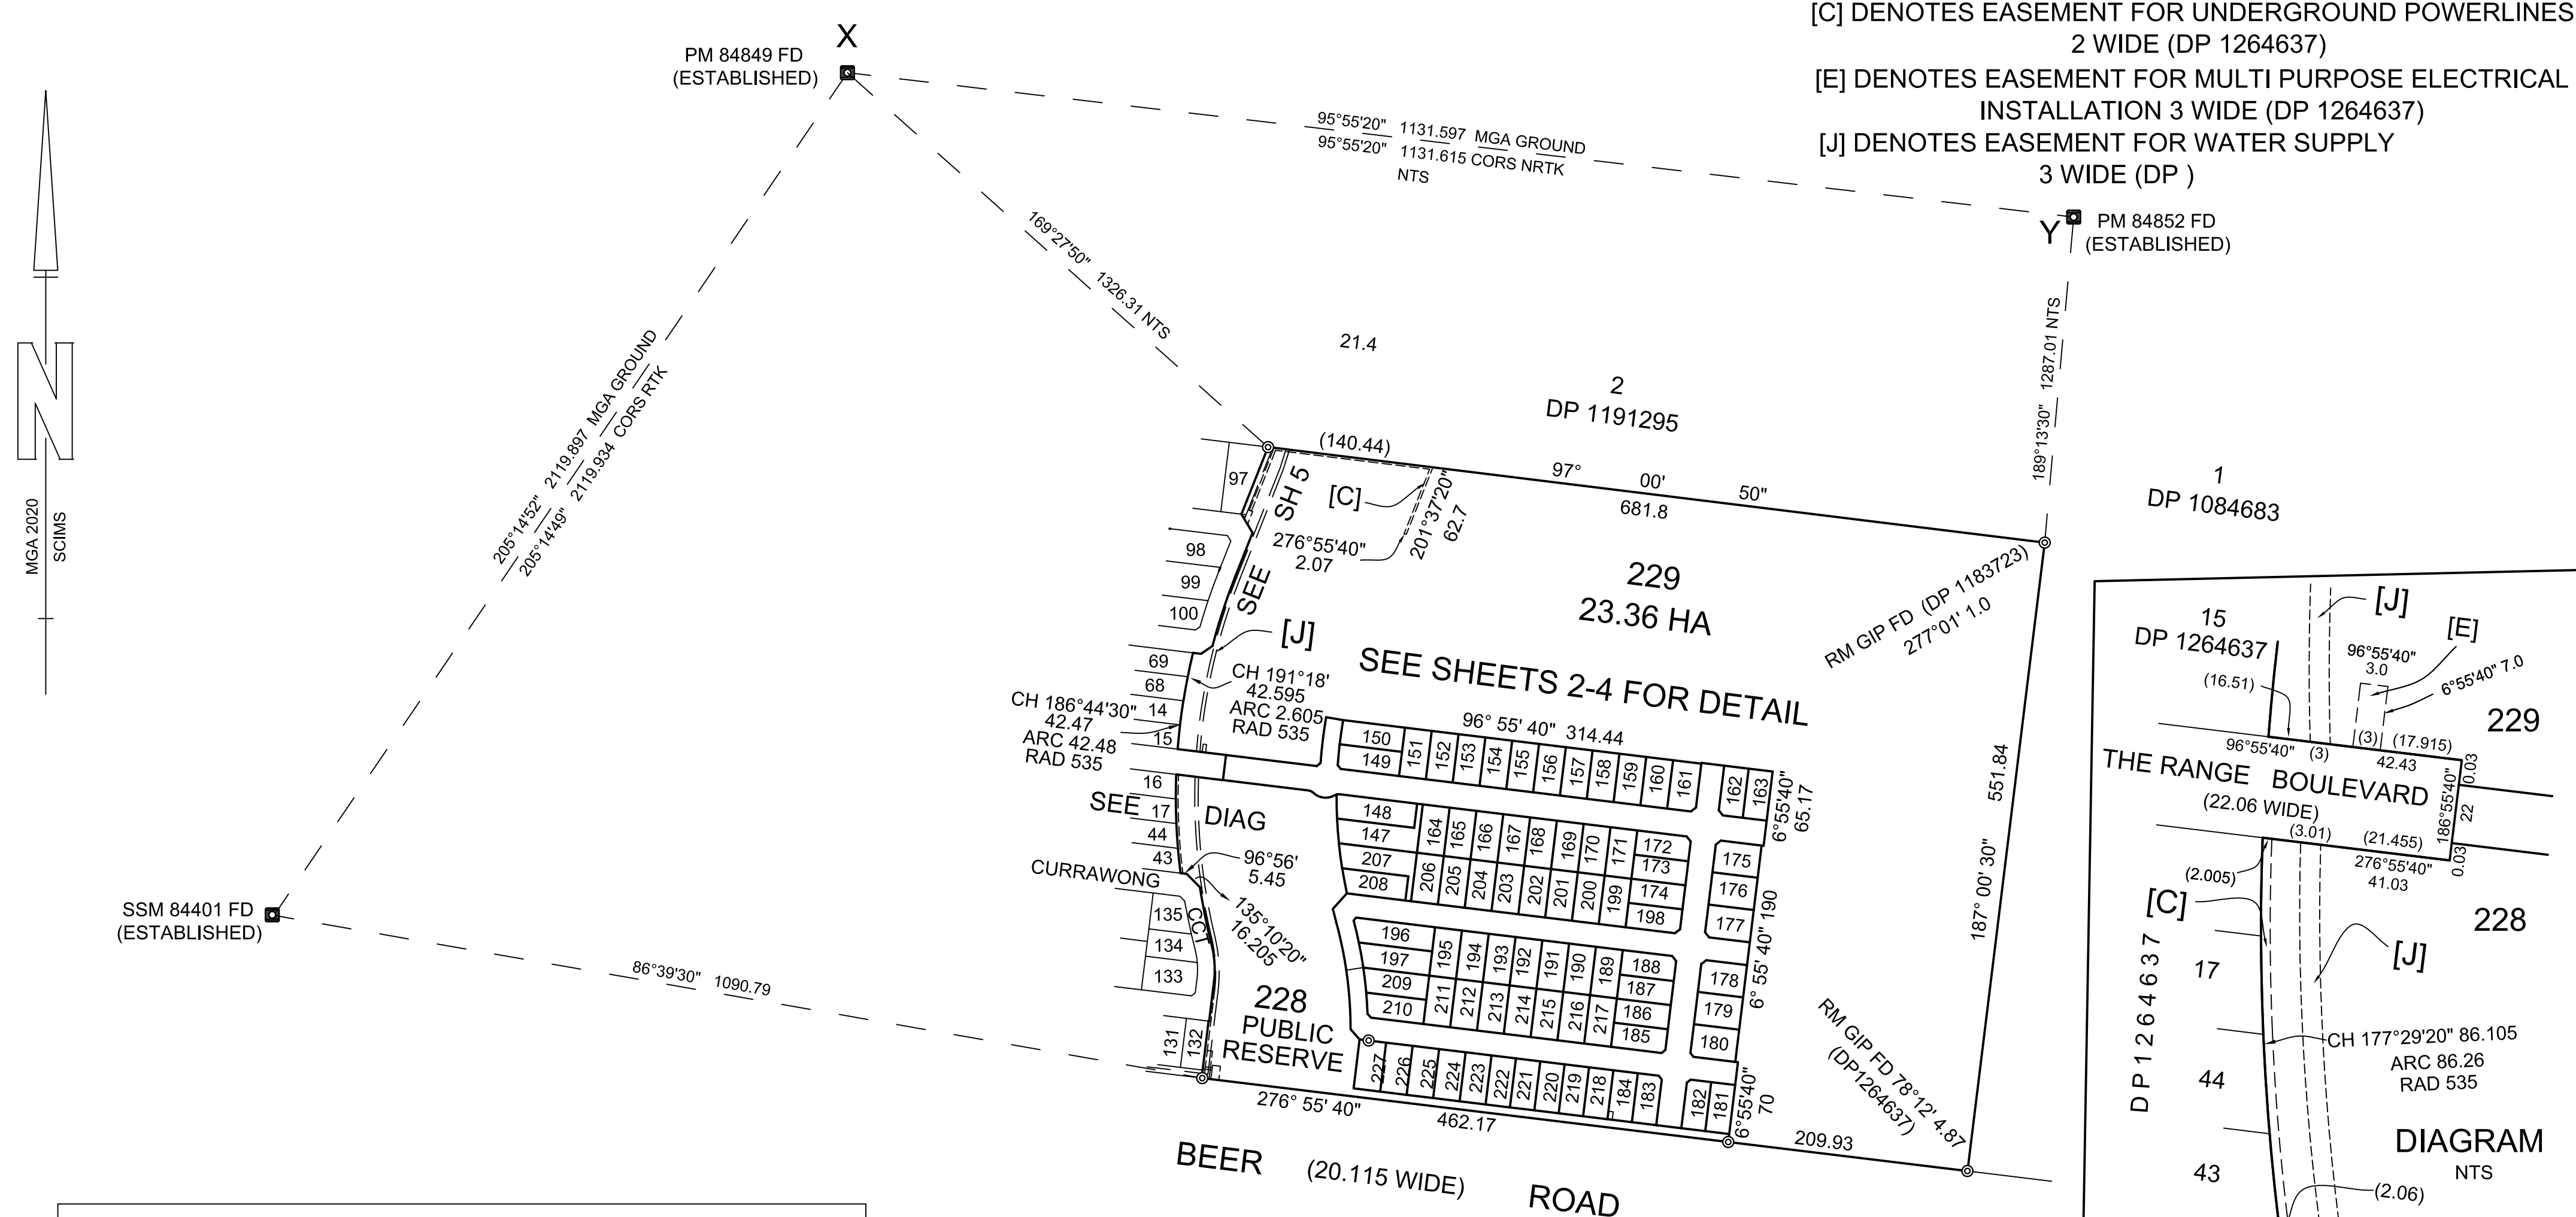 [C] DENOTES EASEMENT FOR UNDERGROUND POWERLINES
2 WIDE (DP 1264637)
[E] DENOTES EASEMENT FOR MULTI PURPOSE ELECTRICAL
INSTALLATION 3 WIDE (DP 1264637)
[J] DENOTES EASEMENT FOR WATER SUPPLY
3 WIDE (DP )
X
PM 84849 FD
(ESTABLISHED)
95°55'20" 1131.597 MGA GROUND
95°55'20" 1131.615 CORS NRTK
NTS
Y
PM 84852 FD
(ESTABLISHED)
169°27'50" 1326.31 NTS
189°13'30" 1287.01 NTS
205°14'52" 2119.897 MGA GROUND
205°14'49" 2119.934 CORS RTK
N
MGA 2020
SCIMS
SSM 84401 FD
(ESTABLISHED)
86°39'30" 1090.79
21.4
2
DP 1191295
1
DP 1084683
(140.44)
97° 00' 50"
681.8
97
SEE SH 5
[C]
201°37'20"
62.7
276°55'40"
2.07
98
99
100
229
23.36 HA
RM GIP FD (DP 1183723)
277°01' 1.0
[J]
SEE SHEETS 2-4 FOR DETAIL
69
68
14
15
CH 191°18'
42.595
ARC 2.605
RAD 535
CH 186°44'30"
42.47
ARC 42.48
RAD 535
96° 55' 40" 314.44
150
149
151
152
153
154
155
156
157
158
159
160
161
162
163
6°55'40"
65.17
551.84
187° 00' 30"
16
17
44
43
SEE DIAG
96°56'
5.45
CURRAWONG
CCT
135
134
133
135°10'20"
16.205
131
132
148
147
207
208
164
165
166
167
168
169
170
171
172
173
174
198
206
205
204
203
202
201
200
199
175
176
177
6° 55' 40" 190
196
197
209
210
195
194
193
192
191
190
189
188
187
186
185
211
212
213
214
215
216
217
178
179
180
228
PUBLIC
RESERVE
227
226
225
224
223
222
221
220
219
218
184
183
182
181
6°55'40"
70
RM GIP FD 78°12' 4.87
(DP1264637)
276° 55' 40"
462.17
209.93
BEER (20.115 WIDE) ROAD
15
DP 1264637
[J]
[E]
96°55'40"
3.0
6°55'40" 7.0
(16.51)
229
96°55'40" (3) (3) (17.915)
42.43
0.03
THE RANGE BOULEVARD
(22.06 WIDE)
186°55'40"
22
(3.01) (21.455)
276°55'40"
41.03
0.03
(2.005)
[C]
228
[J]
DP1264637
17
44
43
CH 177°29'20" 86.105
ARC 86.26
RAD 535
DIAGRAM
NTS
(2.06)